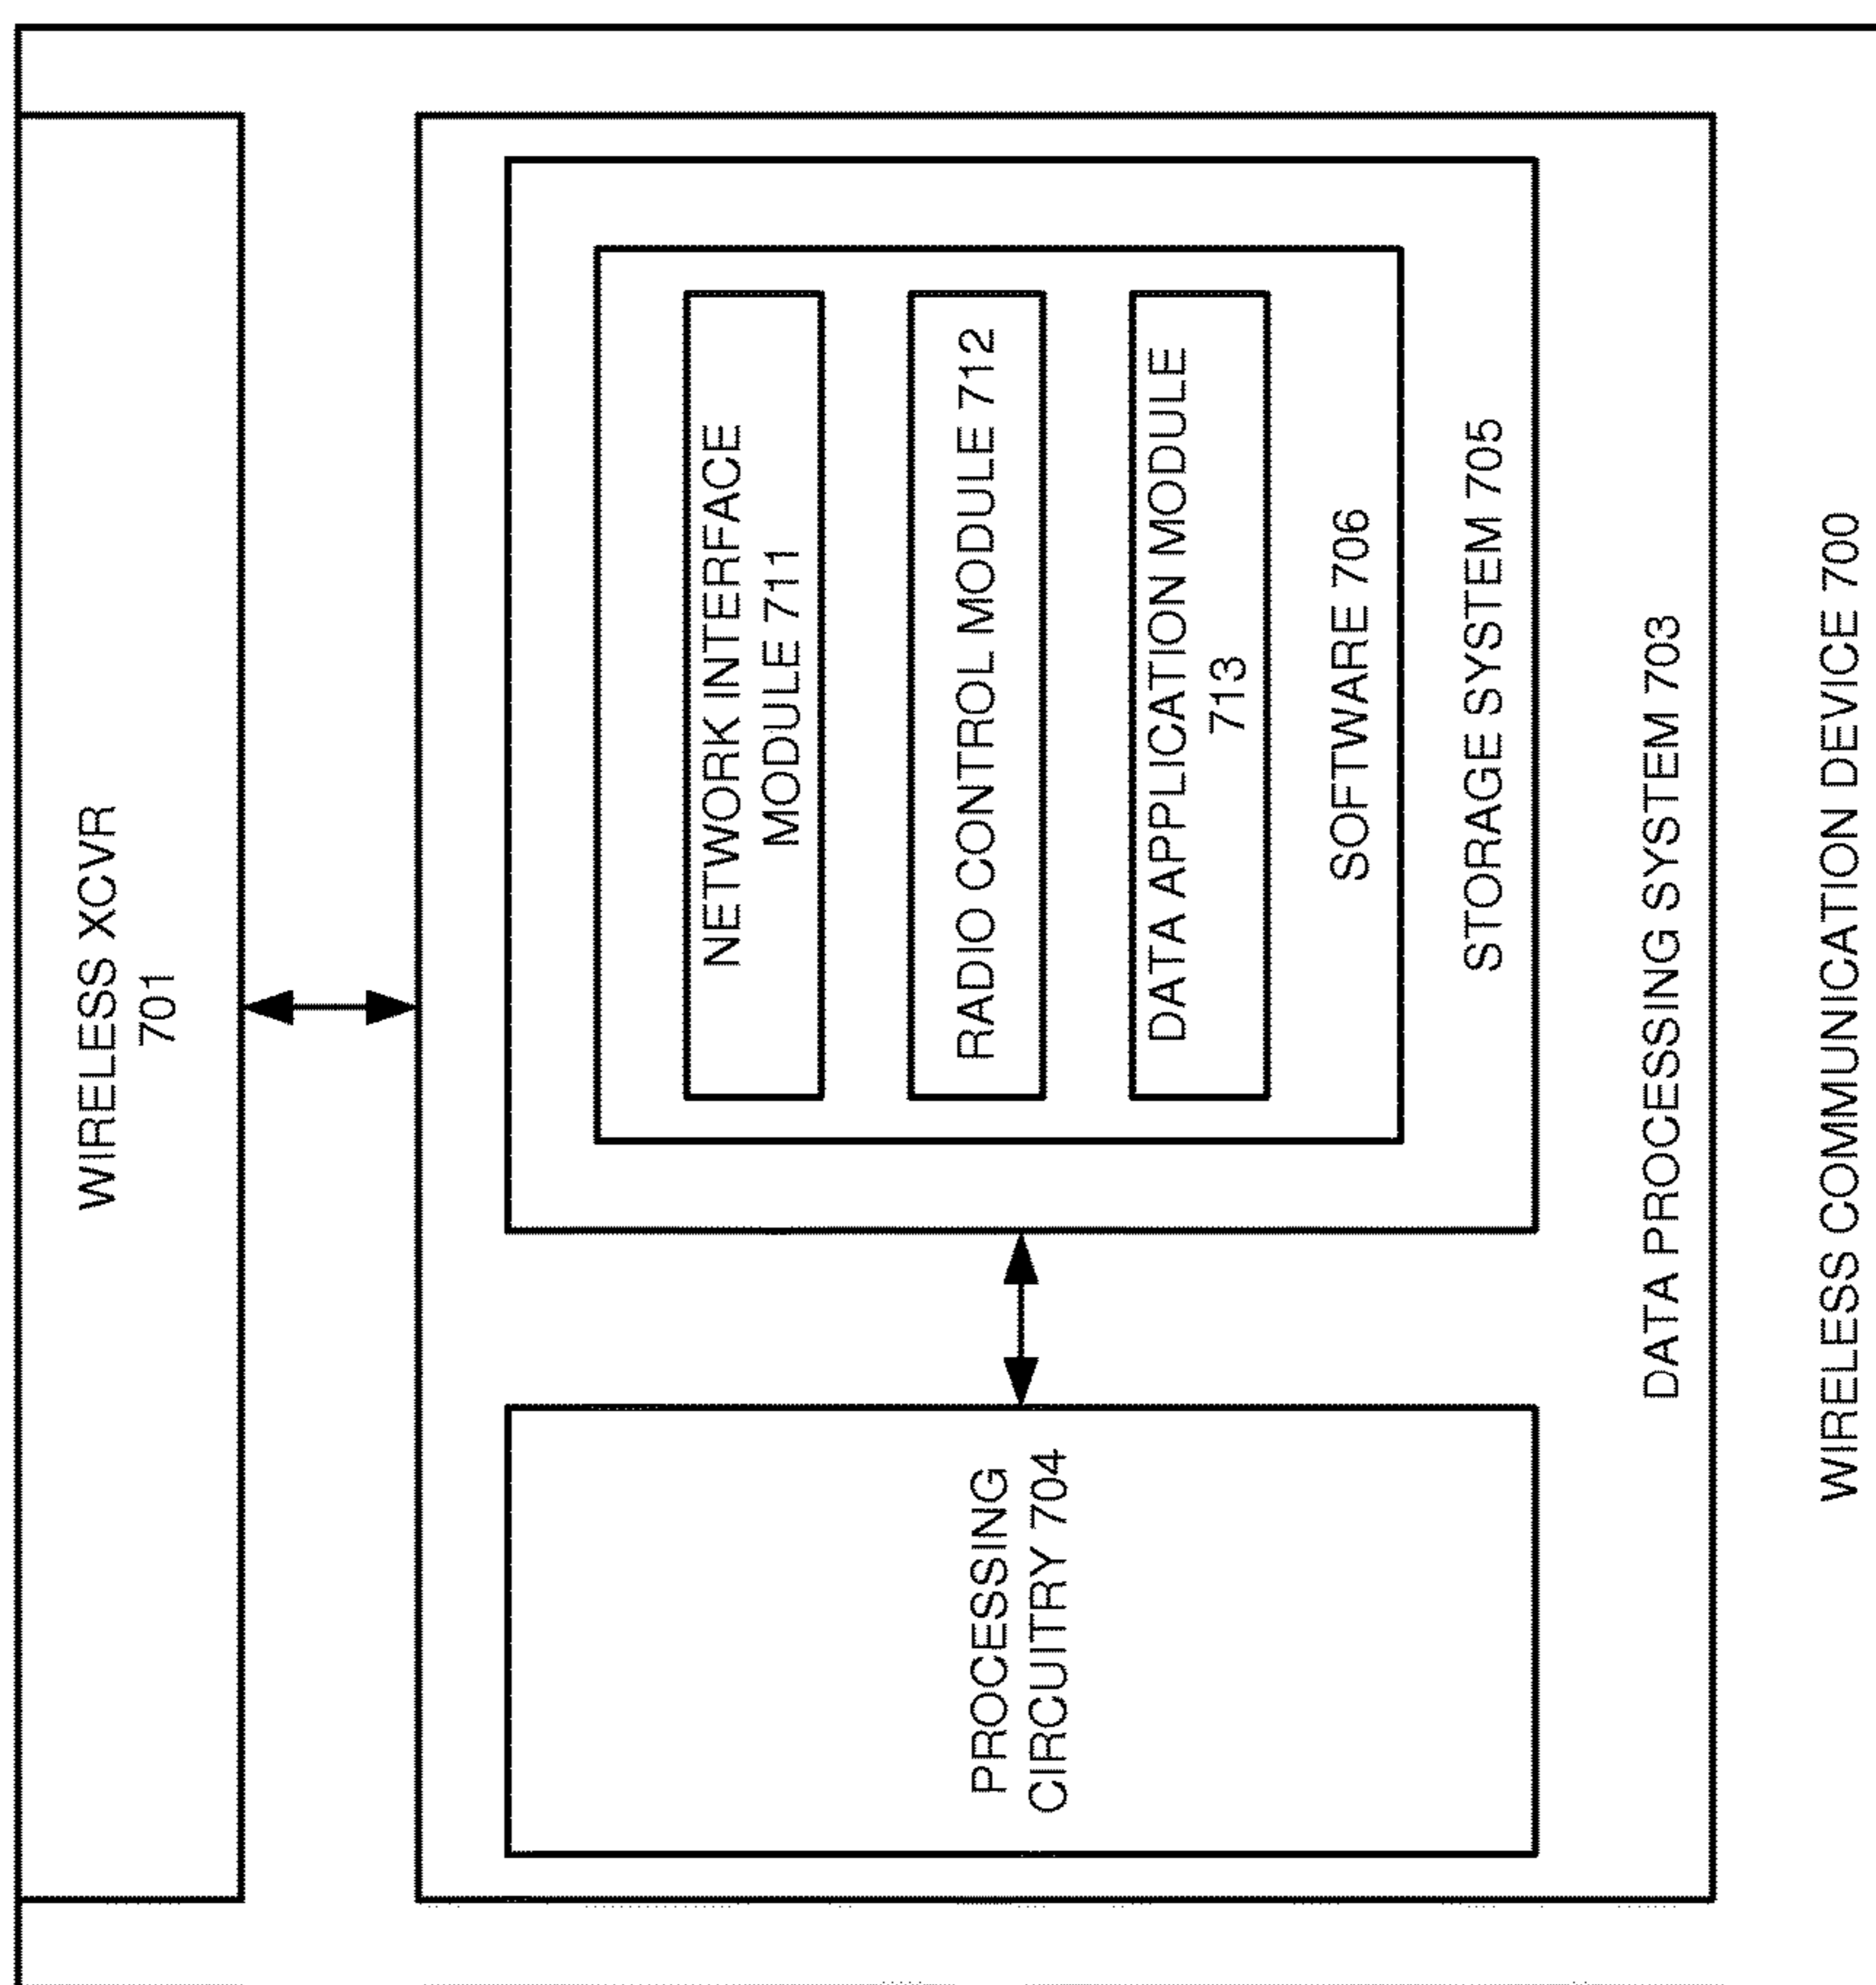 WIRELESS XCVR
701
PROCESSING
CIRCUITRY 704
NETWORK INTERFACE
MODULE 711
RADIO CONTROL MODULE 712
DATA APPLICATION MODULE
713
SOFTWARE 706
STORAGE SYSTEM 705
DATA PROCESSING SYSTEM 703
WIRELESS COMMUNICATION DEVICE 700